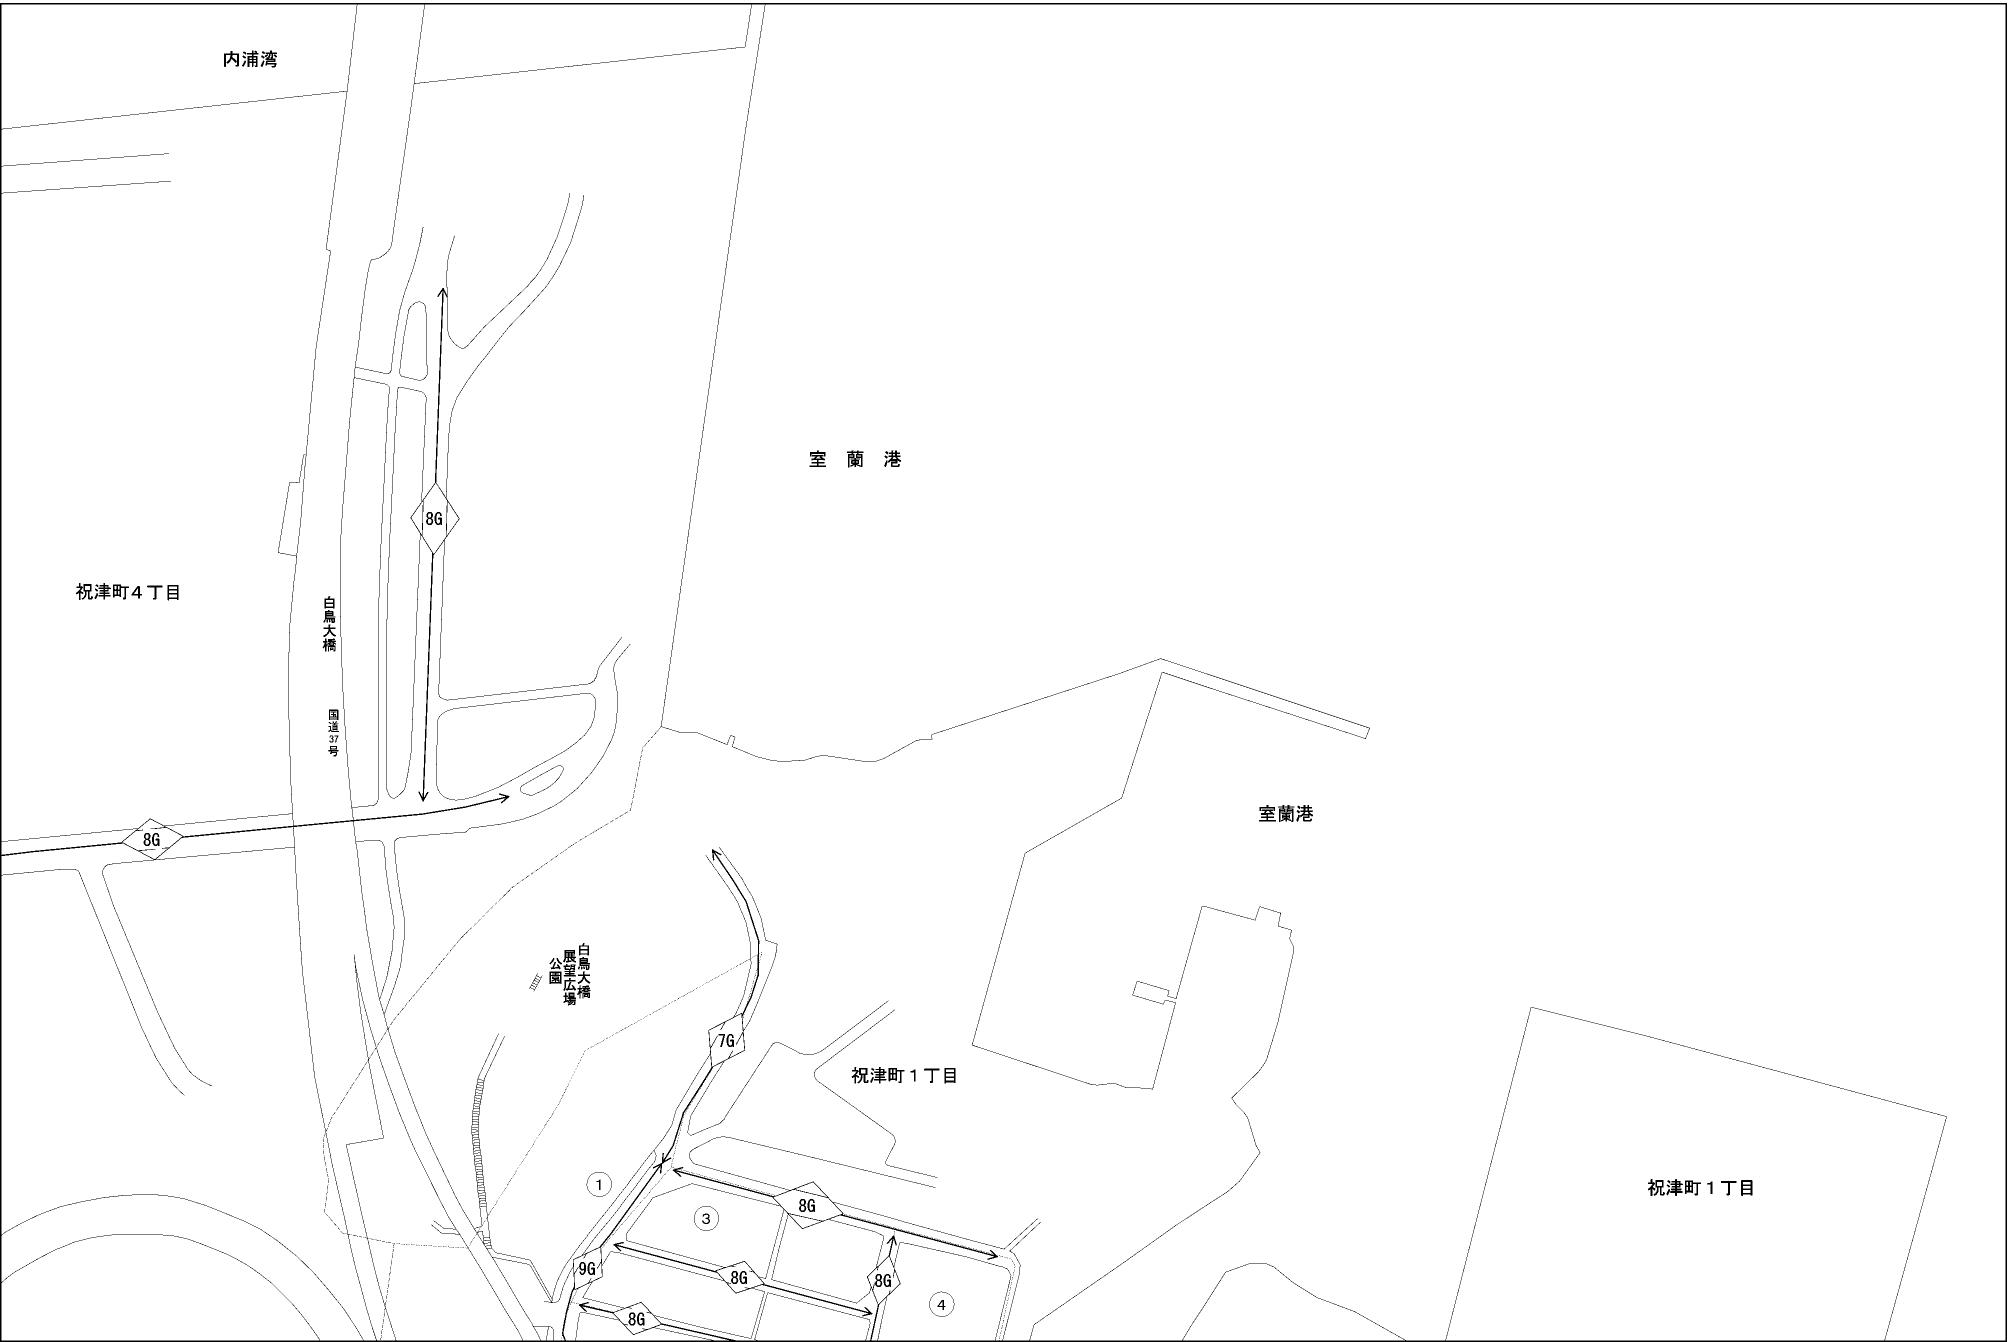 内浦湾
室　蘭　港
8G
祝津町４丁目
白鳥大橋
国道37号
室蘭港
8G
白鳥大橋
展望広場
公園
7G
祝津町１丁目
祝津町１丁目
①
8G
③
9G
8G
8G
④
8G